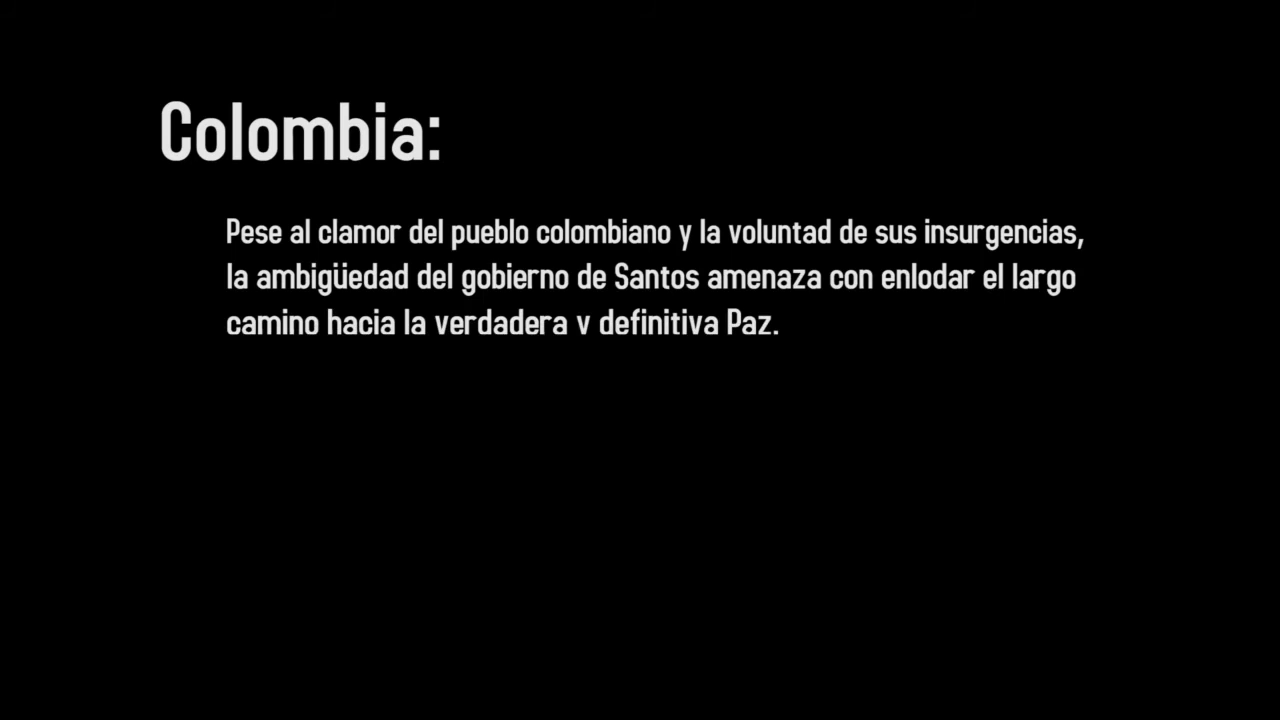 Colombia:
Pese al clamor del pueblo colombiano y la voluntad de sus insurgencias,
la ambigüedad del gobierno de Santos amenaza con enlodar el largo
camino hacia la verdadera y definitiva Paz.